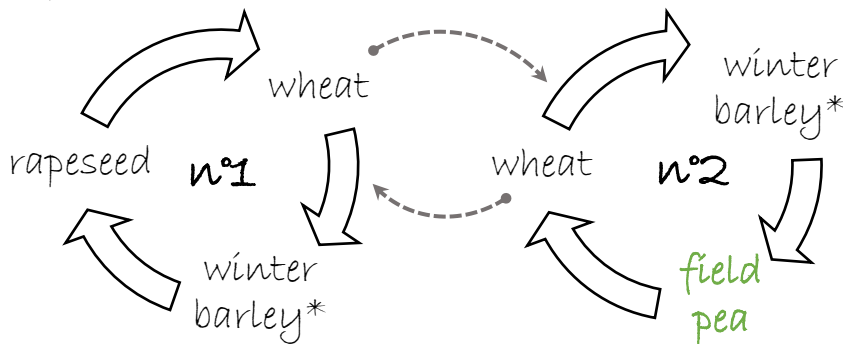 wheat
rapeseed
n°1
winter
barley*
winter
barley*
wheat
n°2
field
pea